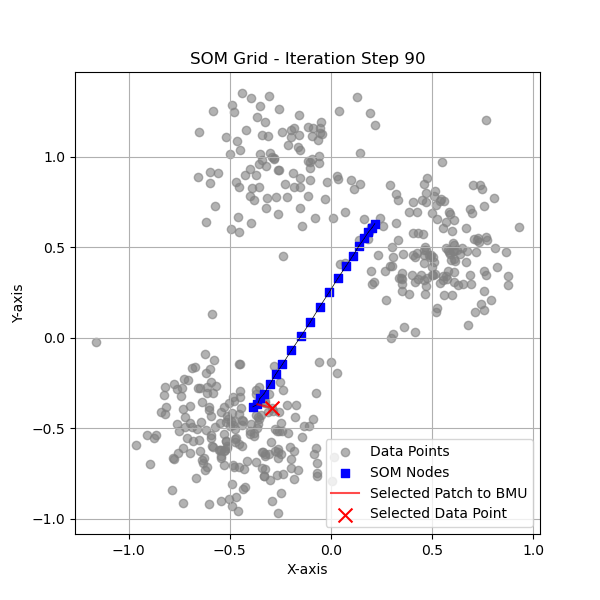 SOM Grid - Iteration Step 90
Y-axis
1.0
0.5
0.0
−0.5
−1.0
Data Points
SOM Nodes
Selected Patch to BMU
Selected Data Point
−1.0 −0.5 0.0 0.5 1.0
X-axis